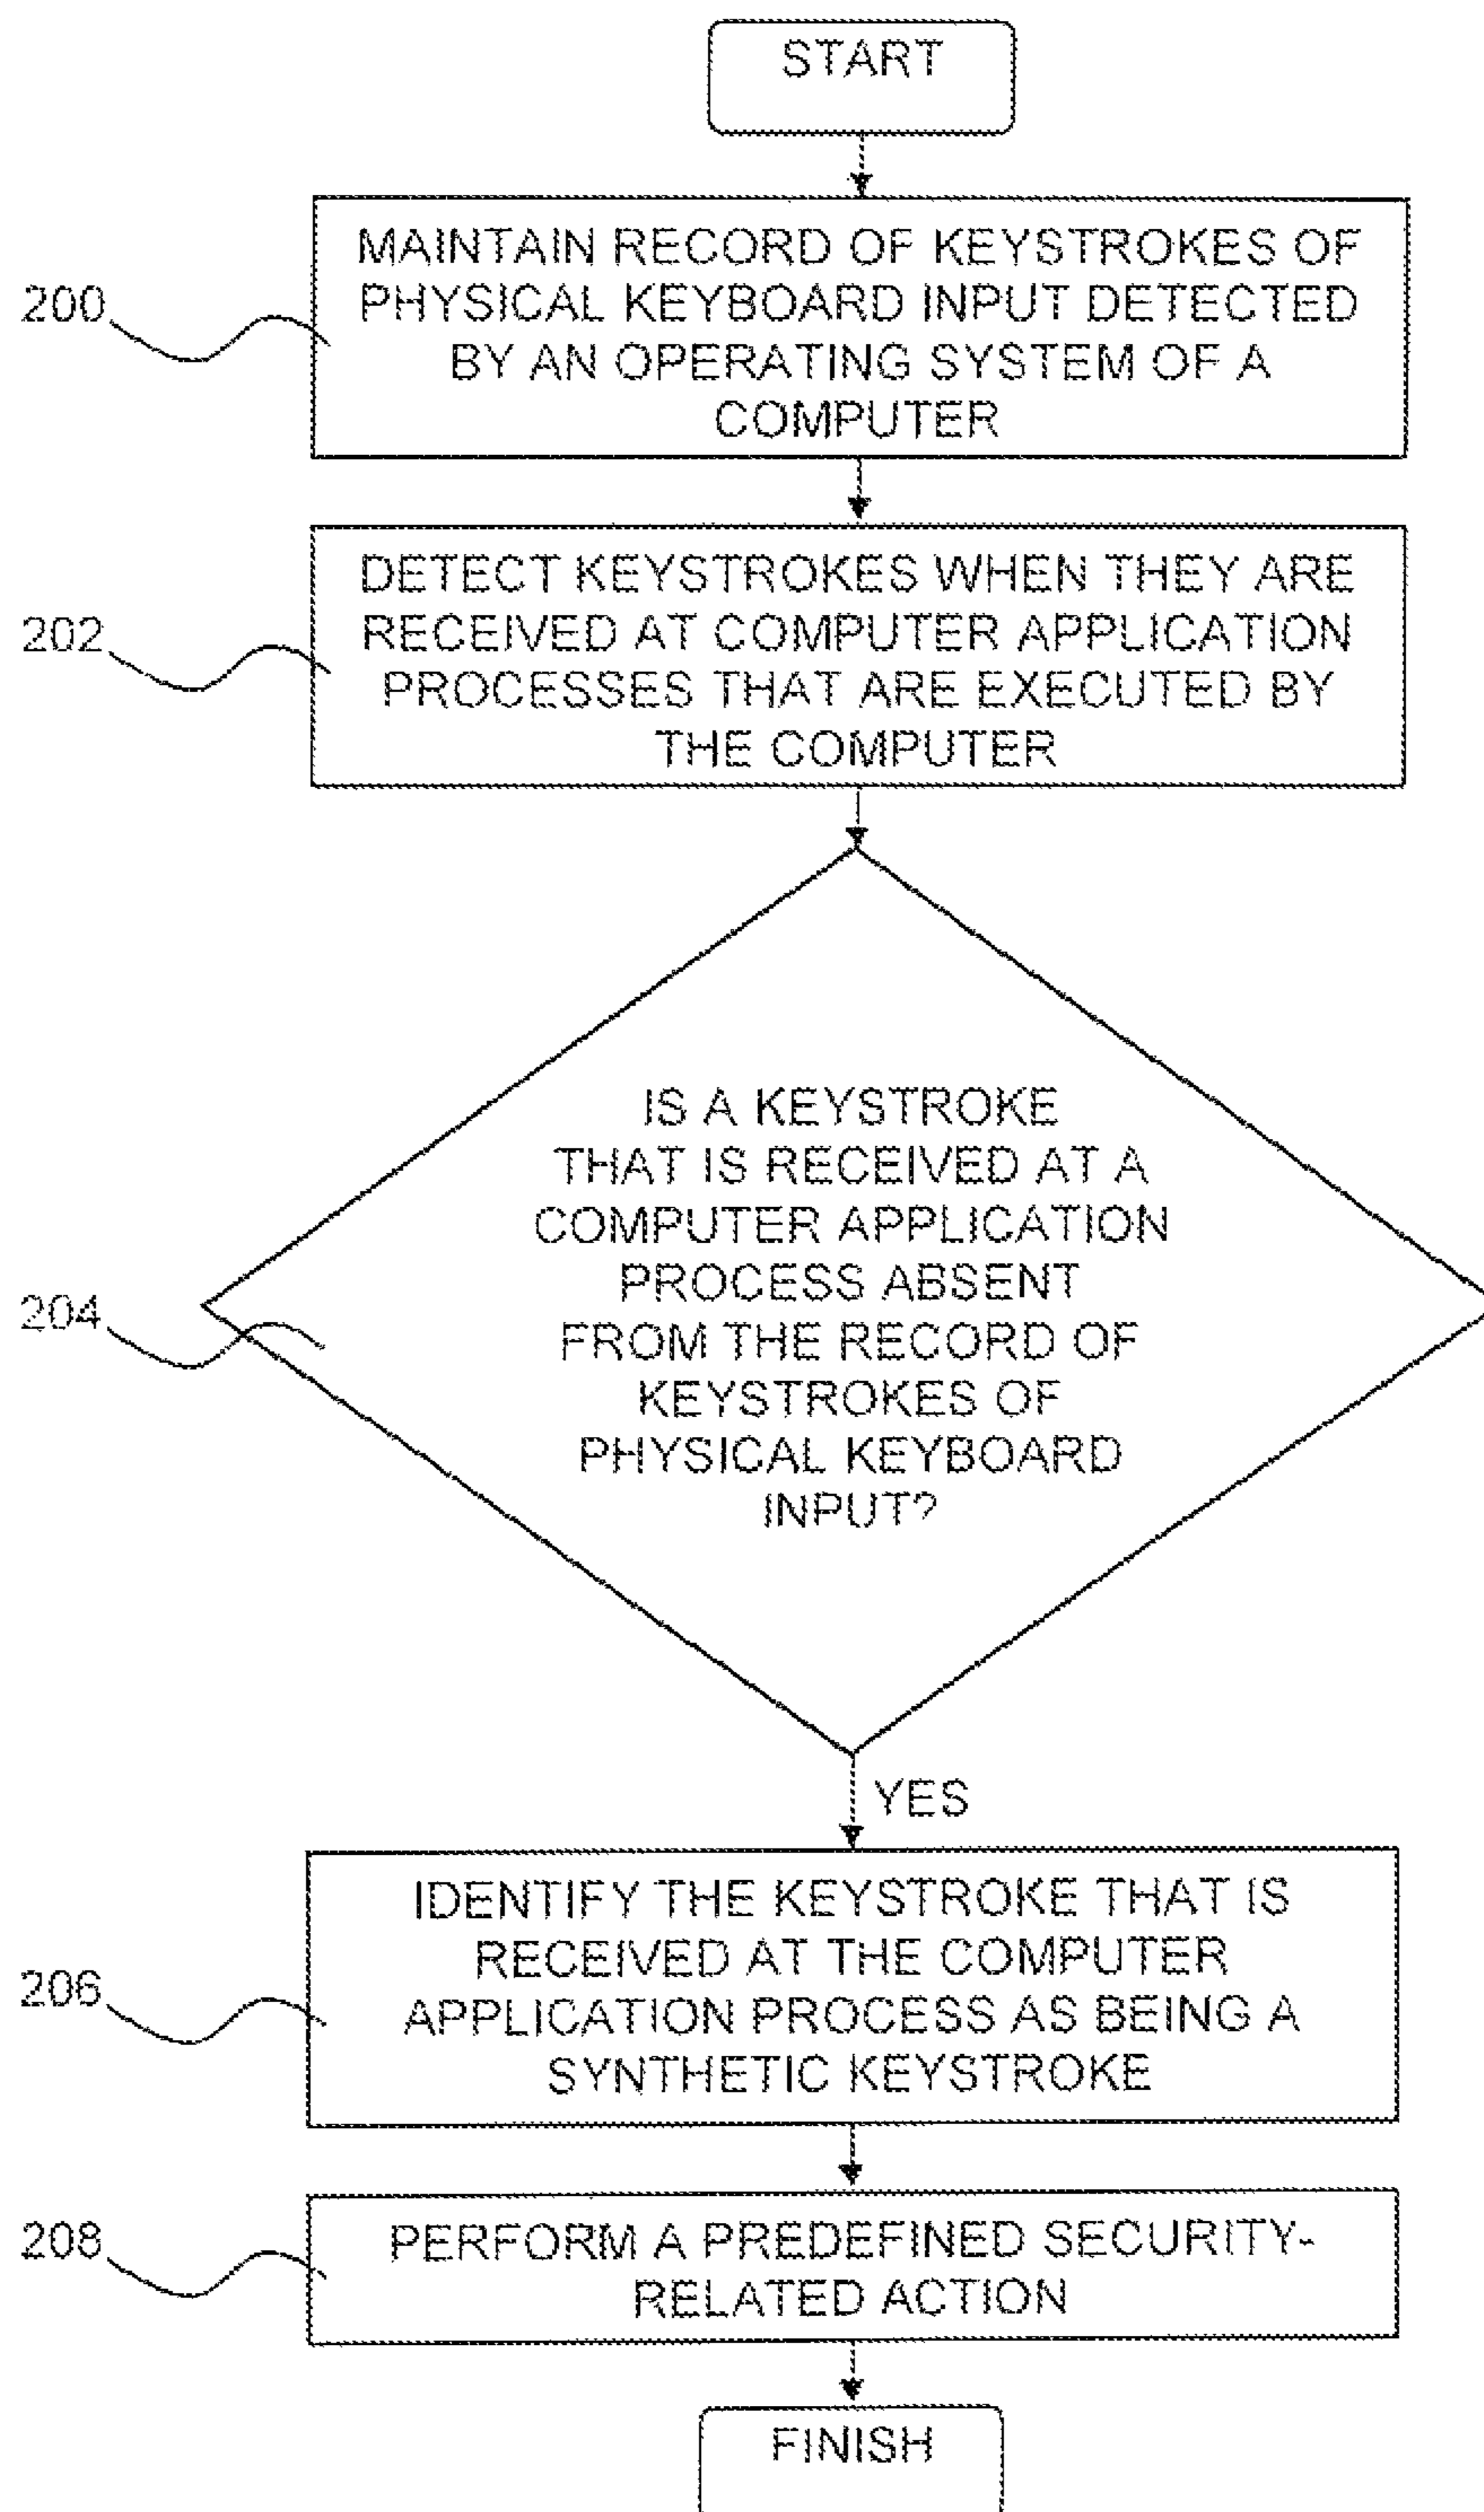 START
MAINTAIN RECORD OF KEYSTROKES OF
PHYSICAL KEYBOARD INPUT DETECTED
BY AN OPERATING SYSTEM OF A
COMPUTER
200
DETECT KEYSTROKES WHEN THEY ARE
RECEIVED AT COMPUTER APPLICATION
PROCESSES THAT ARE EXECUTED BY
THE COMPUTER
202
IS A KEYSTROKE
THAT IS RECEIVED AT A
COMPUTER APPLICATION
PROCESS ABSENT
FROM THE RECORD OF
KEYSTROKES OF
PHYSICAL KEYBOARD
INPUT?
204
YES
IDENTIFY THE KEYSTROKE THAT IS
RECEIVED AT THE COMPUTER
APPLICATION PROCESS AS BEING A
SYNTHETIC KEYSTROKE
206
PERFORM A PREDEFINED SECURITY-
RELATED ACTION
208
FINISH